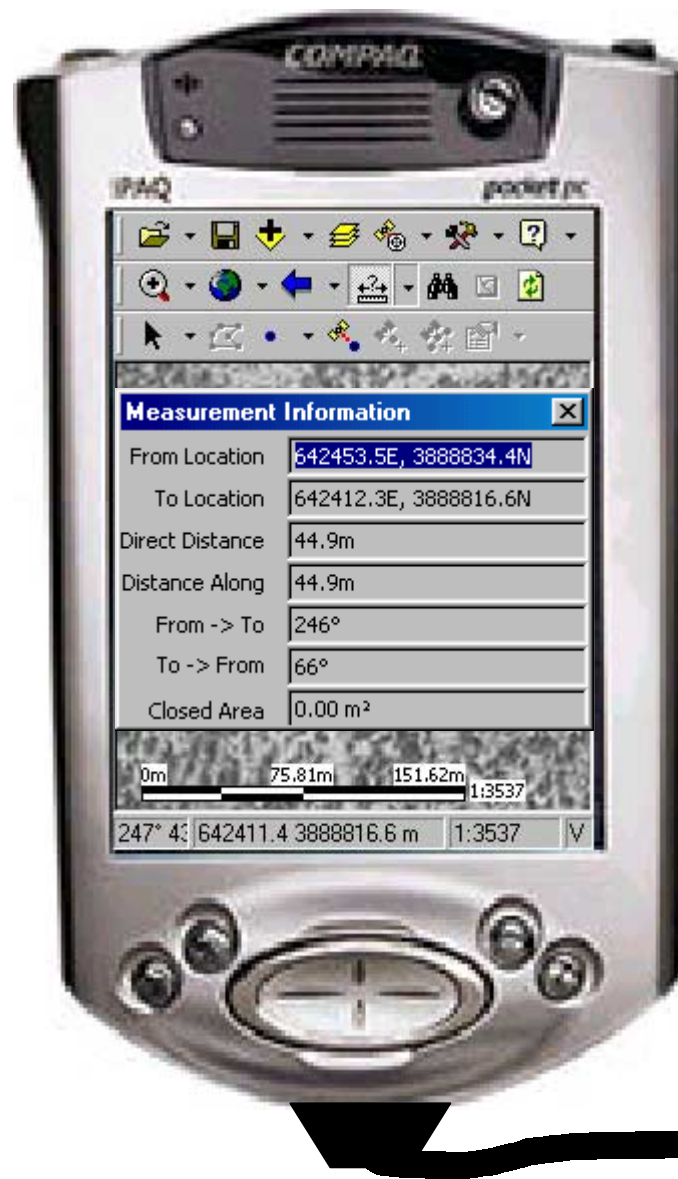 COMPAQ
iPAQ pocket pc
Measurement Information
From Location 642453.5E, 3888834.4N
To Location 642412.3E, 3888816.6N
Direct Distance 44.9m
Distance Along 44.9m
From -> To 246°
To -> From 66°
Closed Area 0.00 m²
0m 75.81m 151.62m
1:3537
247° 43 642411.4 3888816.6 m 1:3537 V